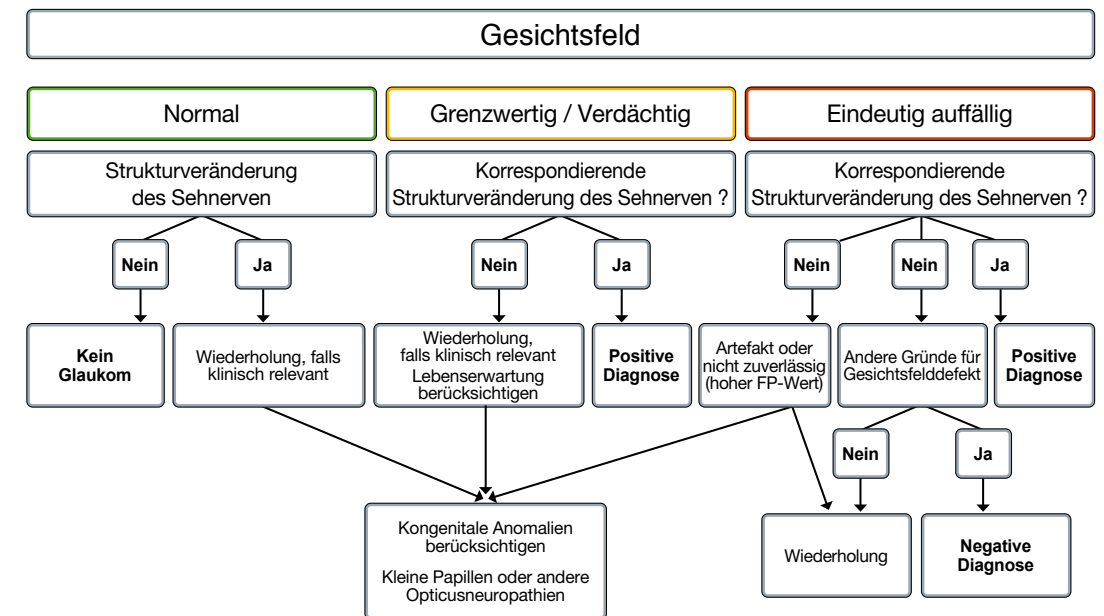 Gesichtsfeld
Normal
Grenzwertig / Verdächtig
Eindeutig auffällig
Strukturveränderung
des Sehnerven
Korrespondierende
Strukturveränderung des Sehnerven ?
Korrespondierende
Strukturveränderung des Sehnerven ?
Nein
Ja
Nein
Ja
Nein
Nein
Ja
Kein
Glaukom
Wiederholung, falls
klinisch relevant
Wiederholung,
falls klinisch relevant
Lebenserwartung
berücksichtigen
Positive
Diagnose
Artefakt oder
nicht zuverlässig
(hoher FP-Wert)
Andere Gründe für
Gesichtsfelddefekt
Positive
Diagnose
Nein
Ja
Kongenitale Anomalien
berücksichtigen
Kleine Papillen oder andere
Opticusneuropathien
Wiederholung
Negative
Diagnose